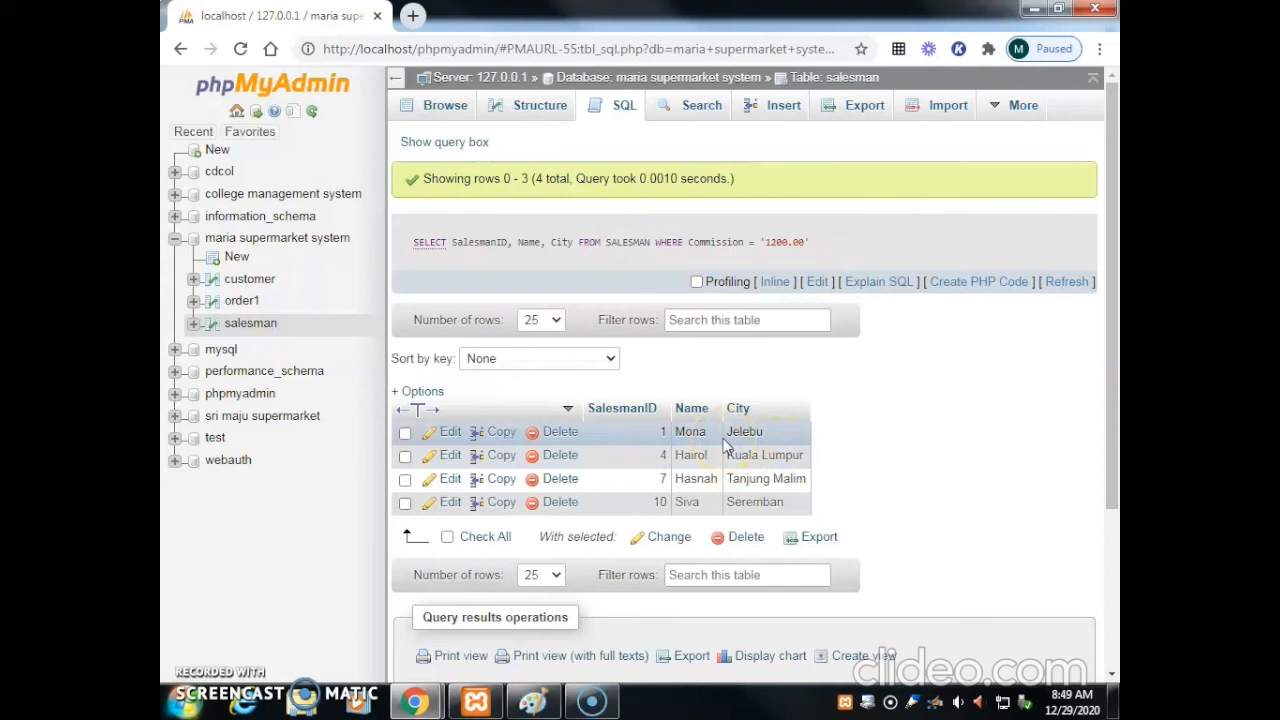 localhost / 127.0.0.1 / maria supe
http://localhost/phpmyadmin/#PMAURL-55:tbl_sql.php?db=maria+supermarket+syste...
K
M Paused
phpMyAdmin
Recent Favorites
New
cdcol
college management system
information_schema
maria supermarket system
New
customer
order1
salesman
mysql
performance_schema
phpmyadmin
sri maju supermarket
test
webauth
Server: 127.0.0.1 » Database: maria supermarket system » Table: salesman
Browse Structure SQL Search Insert Export Import More
Show query box
Showing rows 0 - 3 (4 total, Query took 0.0010 seconds.)
SELECT SalesmanID, Name, City FROM SALESMAN WHERE Commission = '1200.00'
Profiling [ Inline ] [ Edit ] [ Explain SQL ] [ Create PHP Code ] [ Refresh ]
Number of rows: 25 Filter rows: Search this table
Sort by key: None
+ Options
←T→ SalesmanID Name City
Edit Copy Delete 1 Mona Jelebu
Edit Copy Delete 4 Hairol Kuala Lumpur
Edit Copy Delete 7 Hasnah Tanjung Malim
Edit Copy Delete 10 Siva Seremban
Check All With selected: Change Delete Export
Number of rows: 25 Filter rows: Search this table
Query results operations
Print view Print view (with full texts) Export Display chart Create view
clideo.com
RECORDED WITH
SCREENCAST MATIC
8:49 AM
12/29/2020